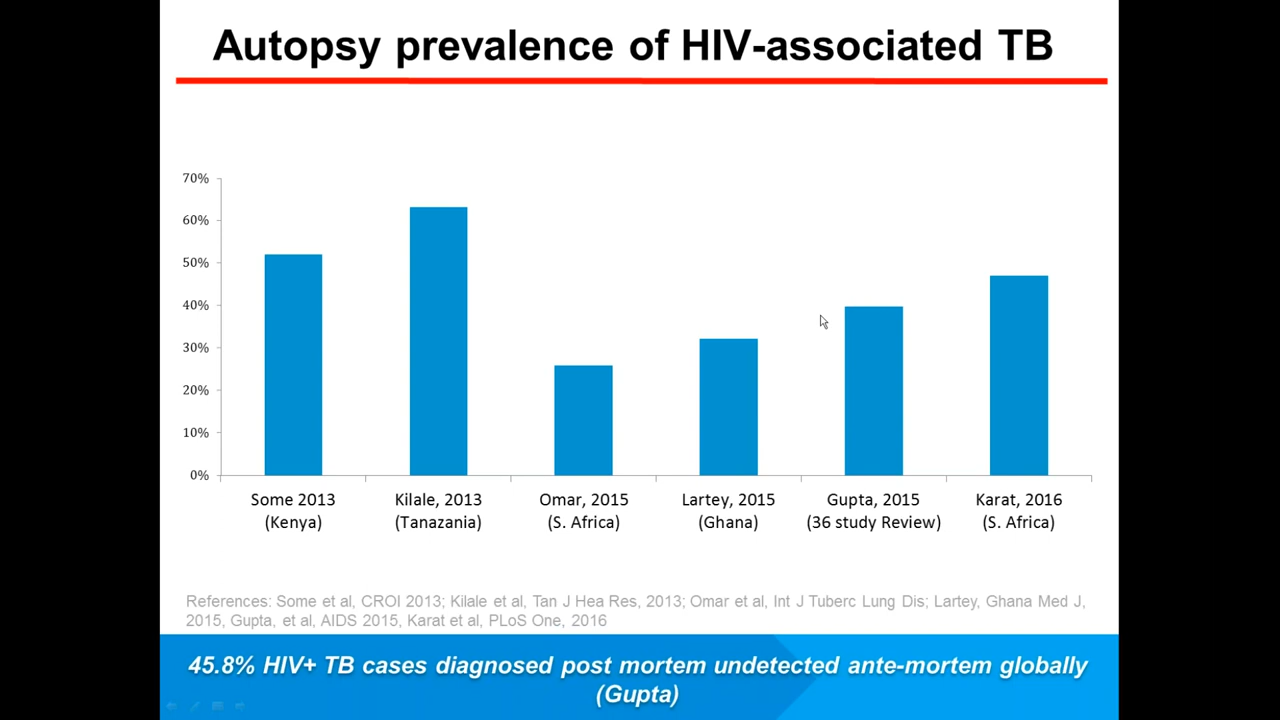 Autopsy prevalence of HIV-associated TB
70%
60%
50%
40%
30%
20%
10%
0%
Some 2013
(Kenya)
Kilale, 2013
(Tanazania)
Omar, 2015
(S. Africa)
Lartey, 2015
(Ghana)
Gupta, 2015
(36 study Review)
Karat, 2016
(S. Africa)
References: Some et al, CROI 2013; Kilale et al, Tan J Hea Res, 2013; Omar et al, Int J Tuberc Lung Dis; Lartey, Ghana Med J,
2015, Gupta, et al, AIDS 2015, Karat et al, PLoS One, 2016
45.8% HIV+ TB cases diagnosed post mortem undetected ante-mortem globally
(Gupta)